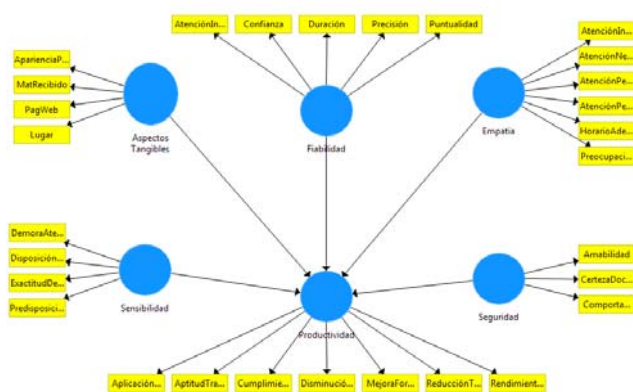 AtenciónIn...
Confianza
Duración
Precisión
Puntualidad
AparienciaP...
MatRecibido
PagWeb
Lugar
Aspectos
Tangibles
Fiabilidad
AtenciónIn...
AtenciónNe...
AtenciónPe...
AtenciónPe...
HorarioAde...
Preocupaci...
Empatia
DemoraAte...
Disposición...
ExactitudDe...
Predisposici...
Sensibilidad
Productividad
Amabilidad
CertezaDoc...
Comporta...
Seguridad
Aplicación...
AptitudTra...
Cumplimie...
Disminució...
MejoraFor...
ReducciónT...
Rendimient...